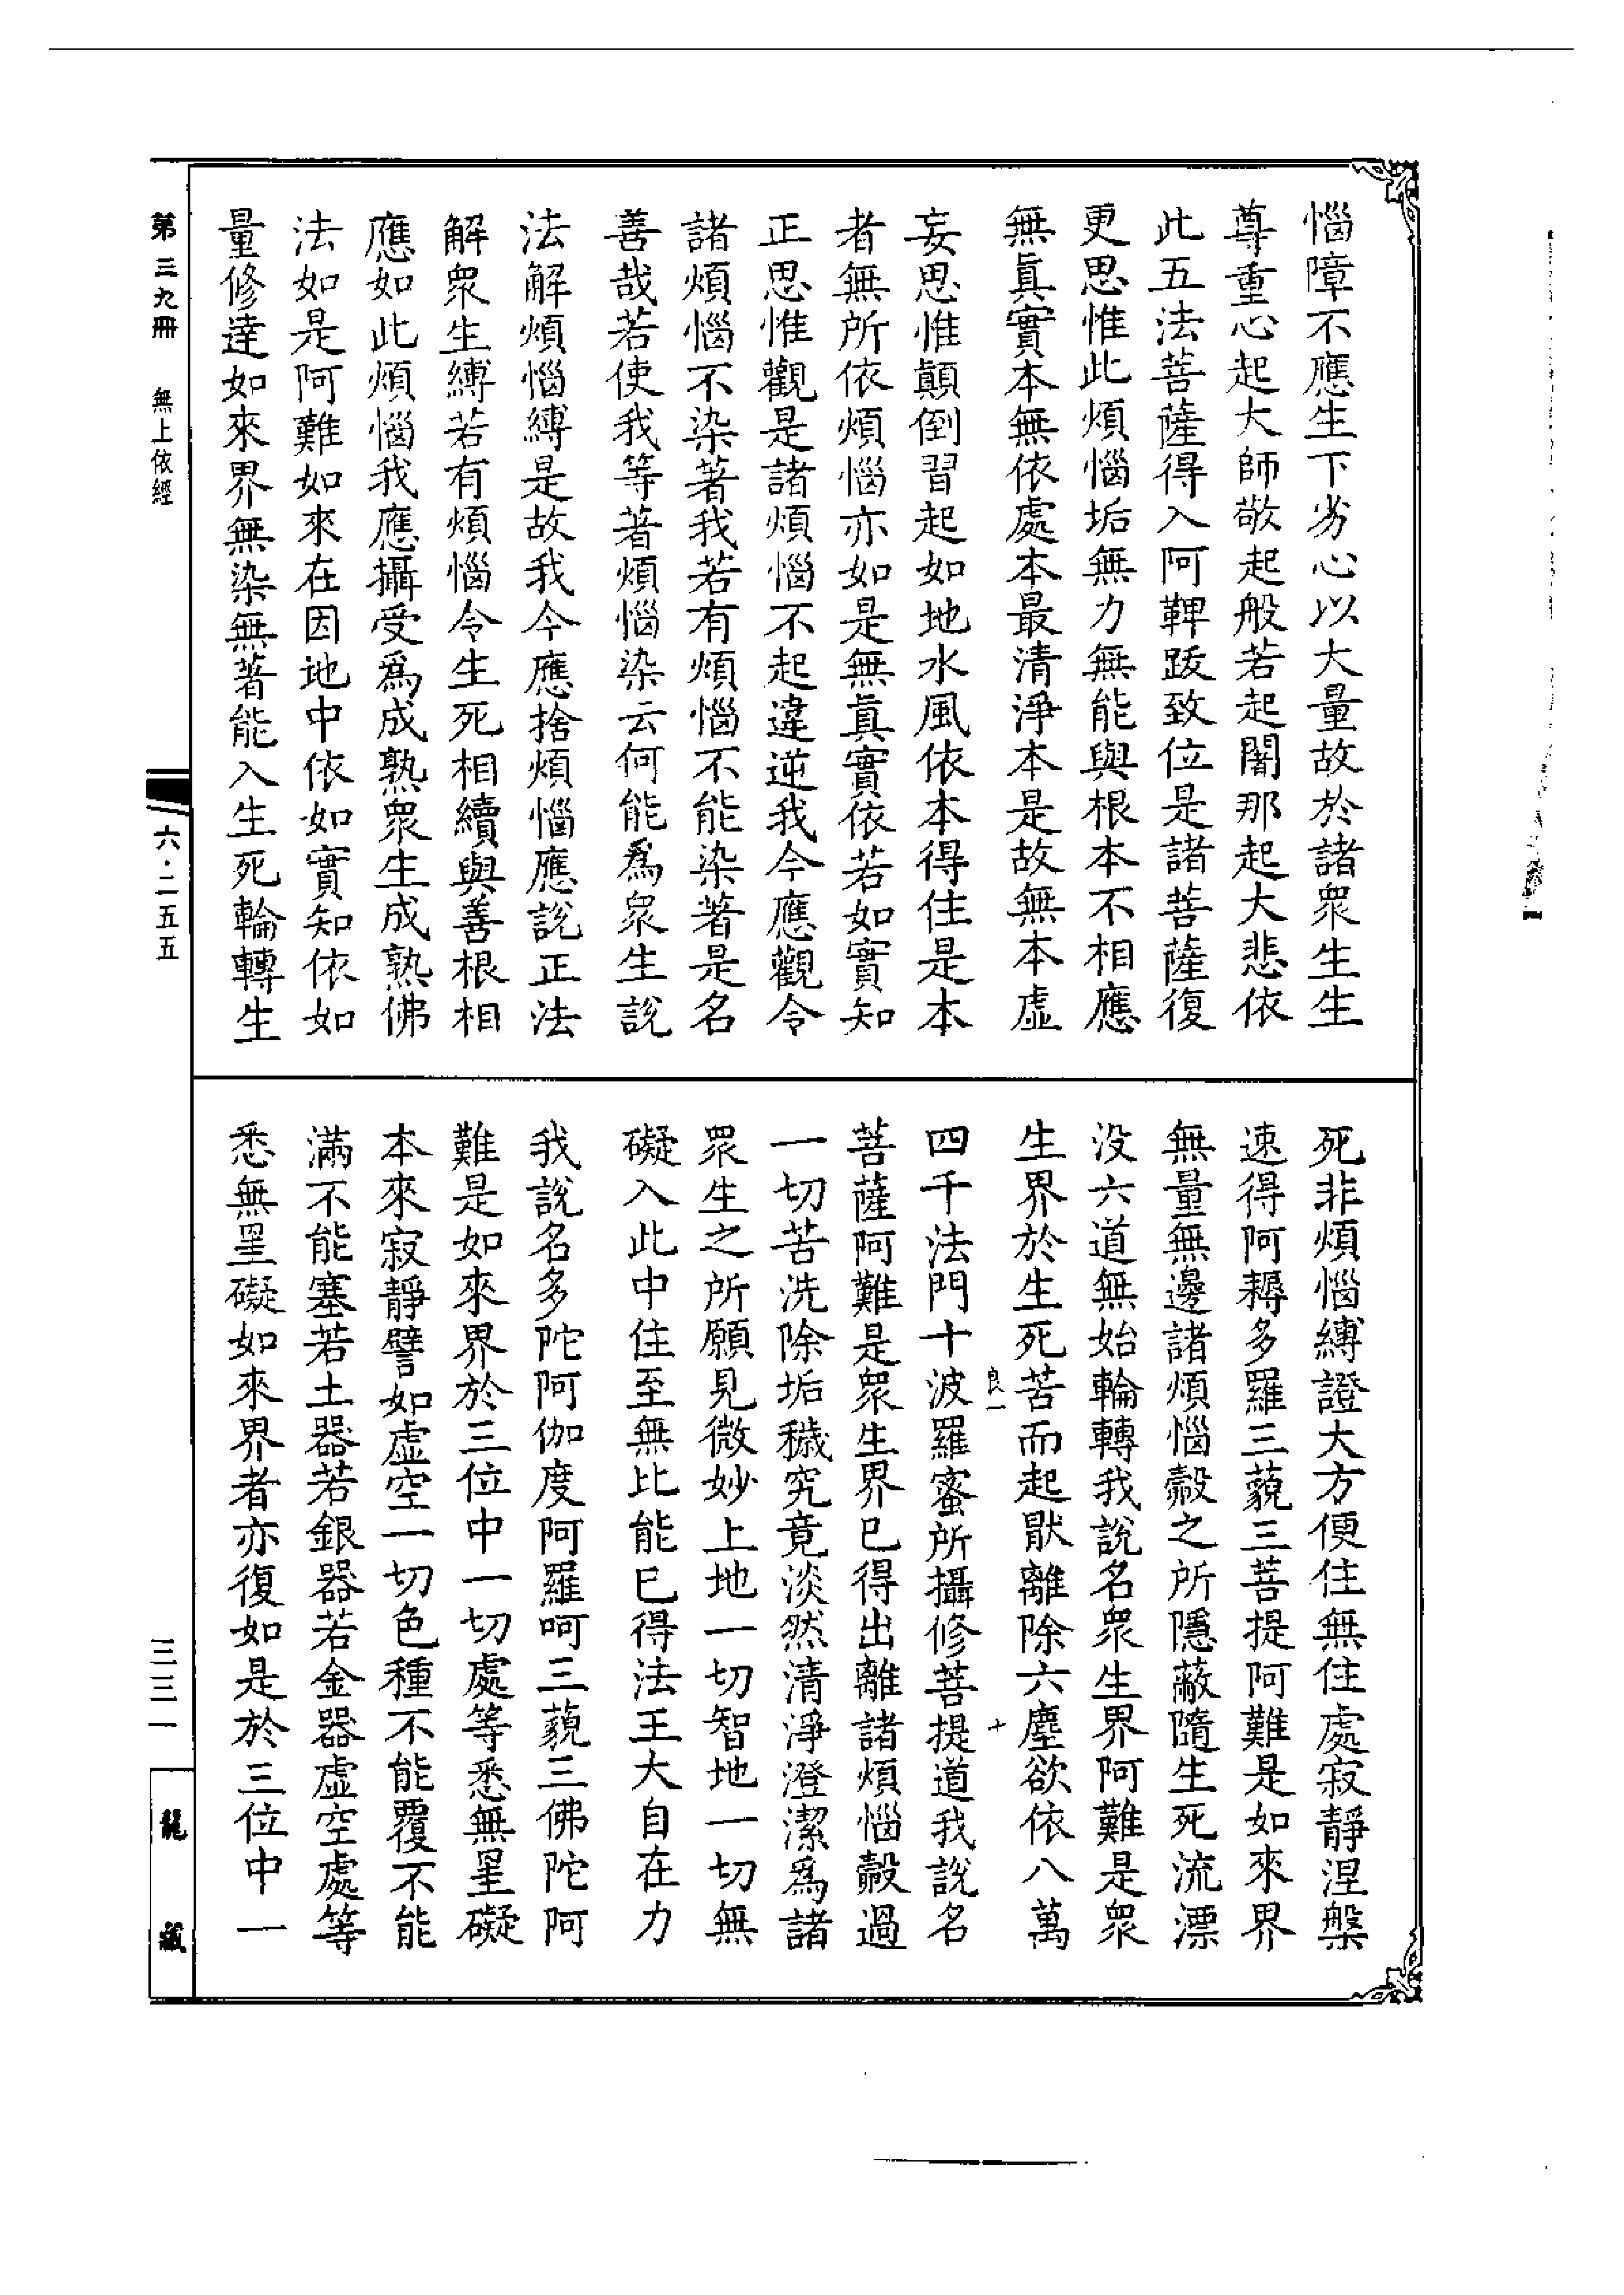 惱障不應生下劣心以大量故於諸衆生生
尊重心起大師敬起般若起闍那起大悲依
此五法菩薩得入阿鞞跋致位是諸菩薩復
更思惟此煩惱垢無力無能與根本不相應
無眞實本無依處本最清淨本是故無本虛
妄思惟顛倒習起如地水風依本得住是本
者無所依煩惱亦如是無眞實依若如實知
正思惟觀是諸煩惱不起違逆我今應觀令
諸煩惱不染著我若有煩惱不能染著是名
善哉若使我等著煩惱染云何能爲衆生說
法解煩惱縛是故我今應捨煩惱應說正法
解衆生縛若有煩惱令生死相續與善根相
應如此煩惱我應攝受爲成熟衆生成熟佛
法如是阿難如來在因地中依如實知依如
量修達如來界無染無著能入生死輪轉生
死非煩惱縛證大方便住無住處寂靜涅槃
速得阿耨多羅三藐三菩提阿難是如來界
無量無邊諸煩惱㲉之所隱蔽隨生死流漂
没六道無始輪轉我說名衆生界阿難是衆
生界於生死苦而起猒離除六塵欲依八萬
良一
十
四千法門十波羅蜜所攝修菩提道我說名
菩薩阿難是衆生界已得出離諸煩惱㲉過
一切苦洗除垢穢究竟淡然清淨澄潔爲諸
衆生之所願見微妙上地一切智地一切無
礙入此中住至無比能已得法王大自在力
我說名多陀阿伽度阿羅呵三藐三佛陀阿
難是如來界於三位中一切處等悉無罣礙
本來寂靜譬如虛空一切色種不能覆不能
滿不能塞若土器若銀器若金器虛空處等
悉無罣礙如來界者亦復如是於三位中一
第三九冊
無上依經
六·二五五
三三一
龍藏